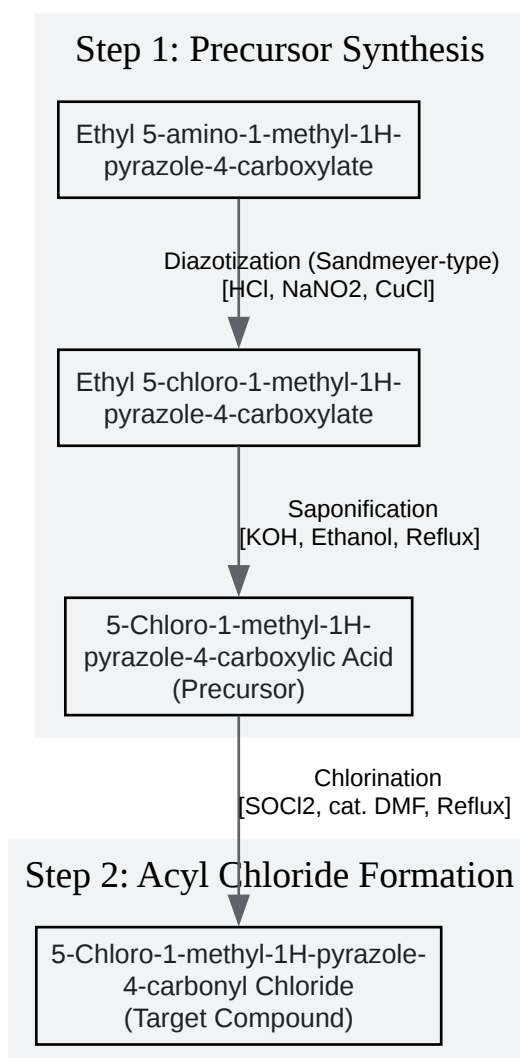 Step 1: Precursor Synthesis
Ethyl 5-amino-1-methyl-1H-
pyrazole-4-carboxylate
Diazotization (Sandmeyer-type)
[HCl, NaNO2, CuCl]
Ethyl 5-chloro-1-methyl-1H-
pyrazole-4-carboxylate
Saponification
[KOH, Ethanol, Reflux]
5-Chloro-1-methyl-1H-
pyrazole-4-carboxylic Acid
(Precursor)
Chlorination
[SOCl2, cat. DMF, Reflux]
Step 2: Acyl Chloride Formation
5-Chloro-1-methyl-1H-pyrazole-
4-carbonyl Chloride
(Target Compound)